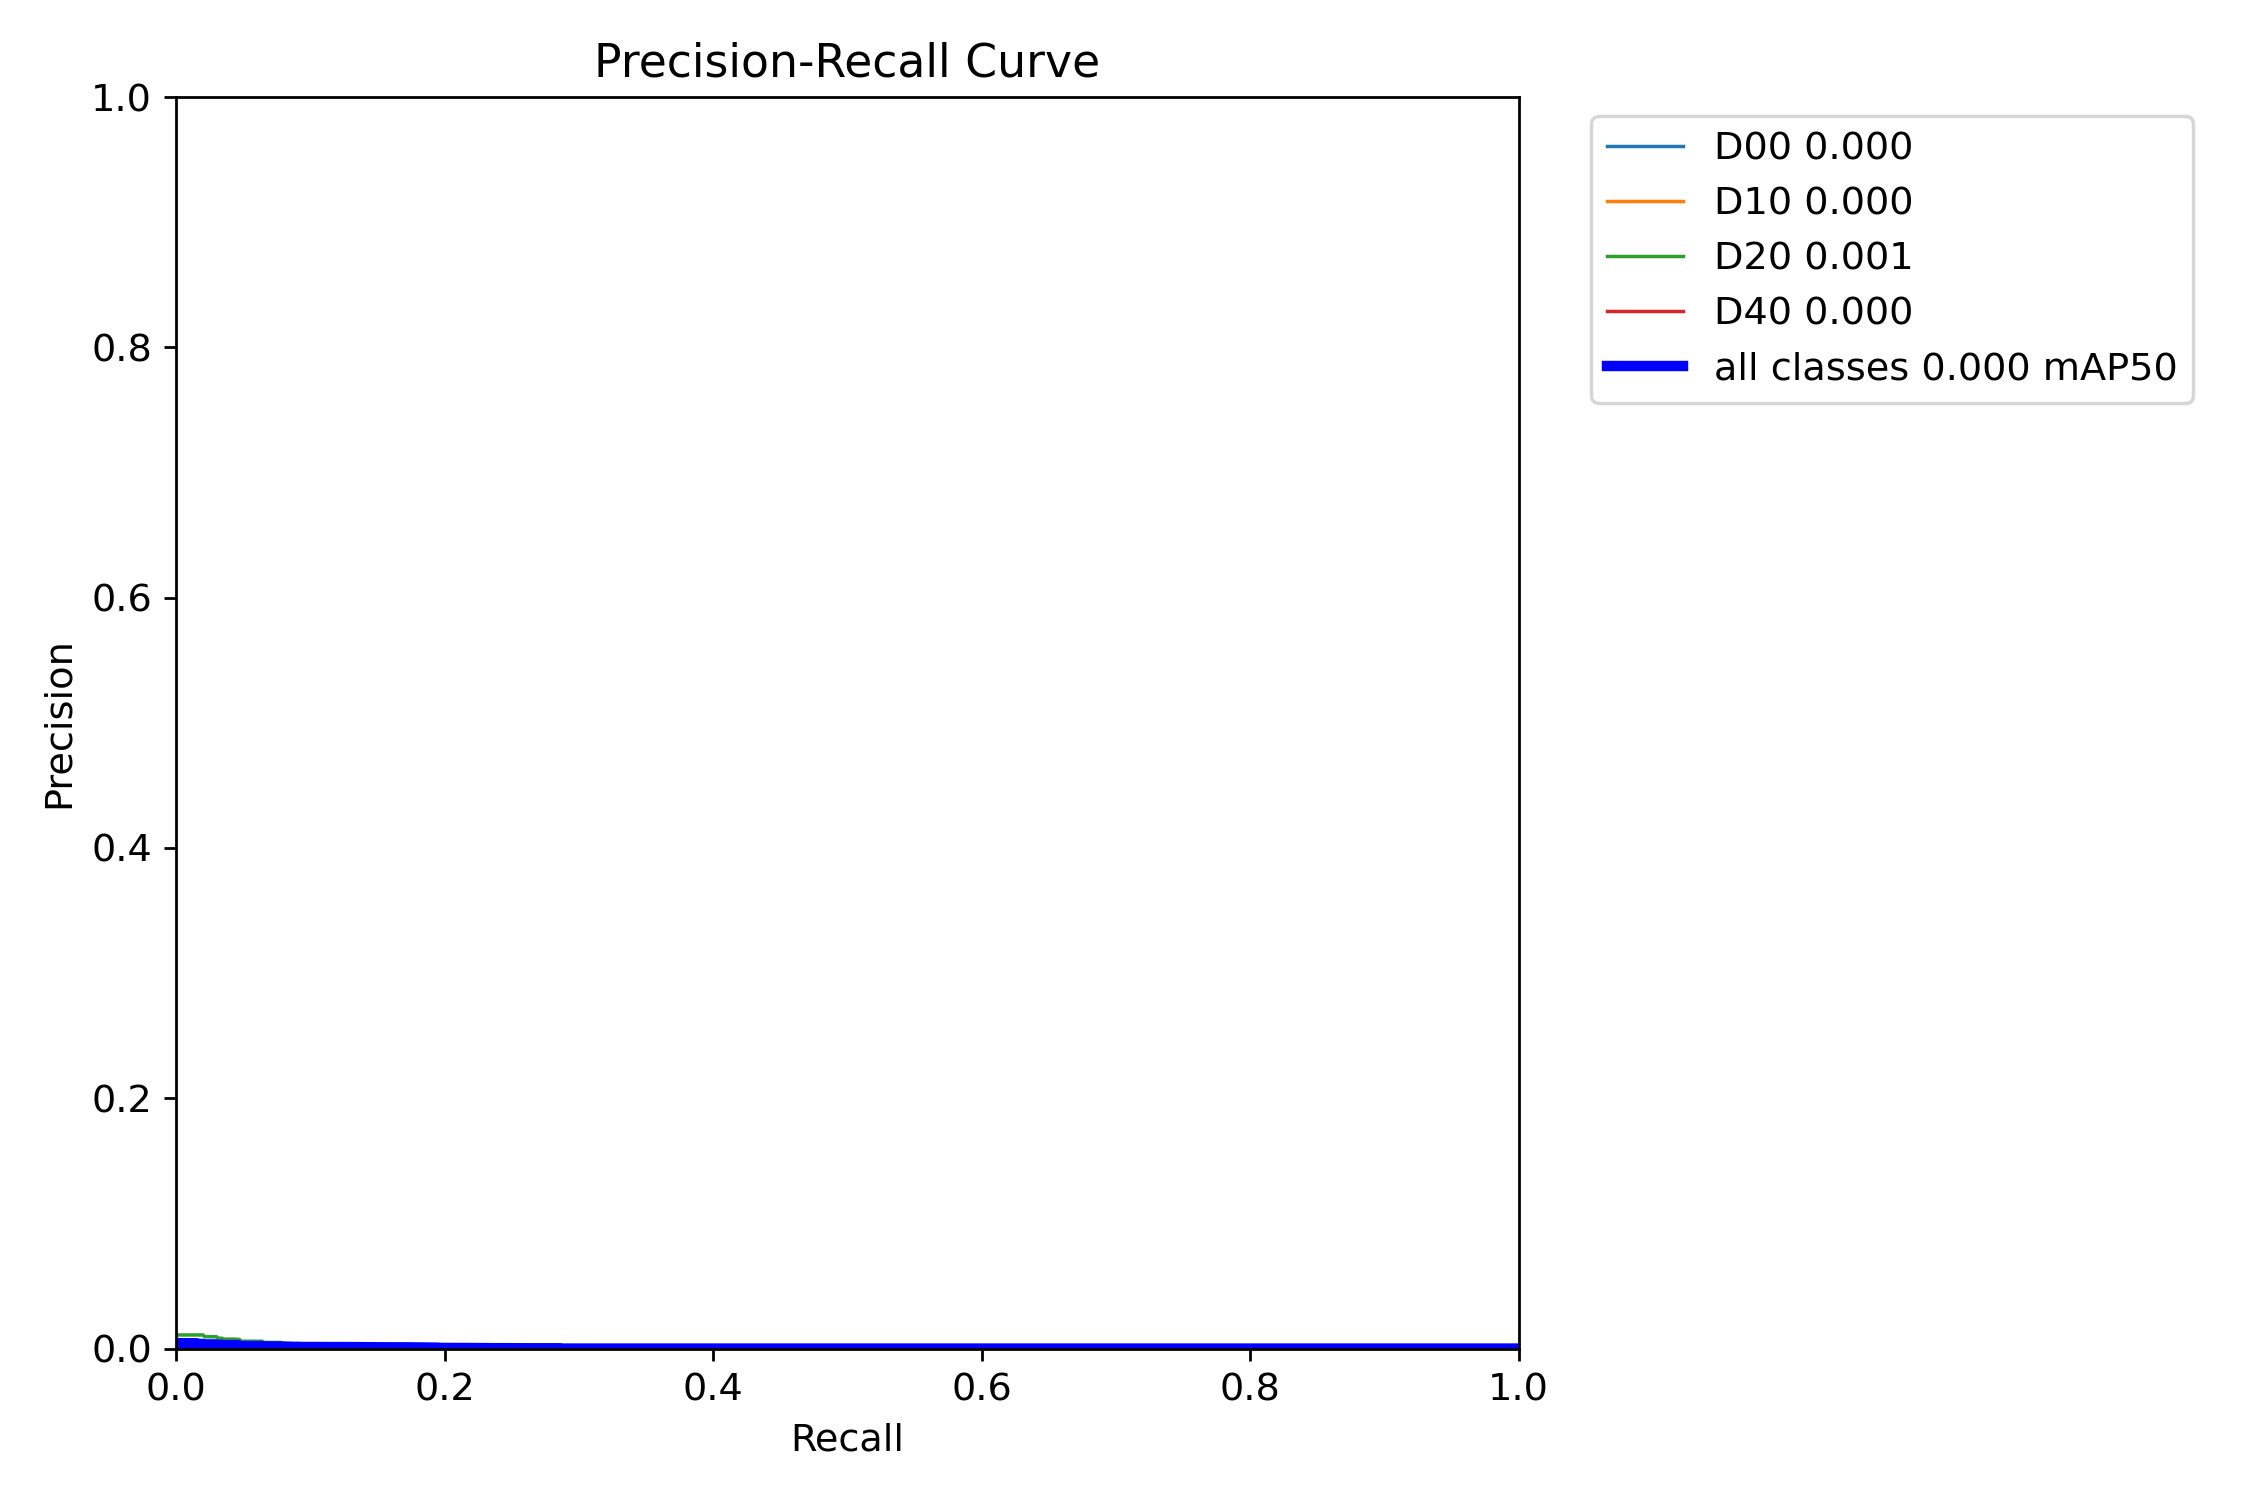 Precision-Recall Curve
1.0
0.8
0.6
0.4
0.2
0.0
Precision
0.0 0.2 0.4 0.6 0.8 1.0
Recall
D00 0.000
D10 0.000
D20 0.001
D40 0.000
all classes 0.000 mAP50